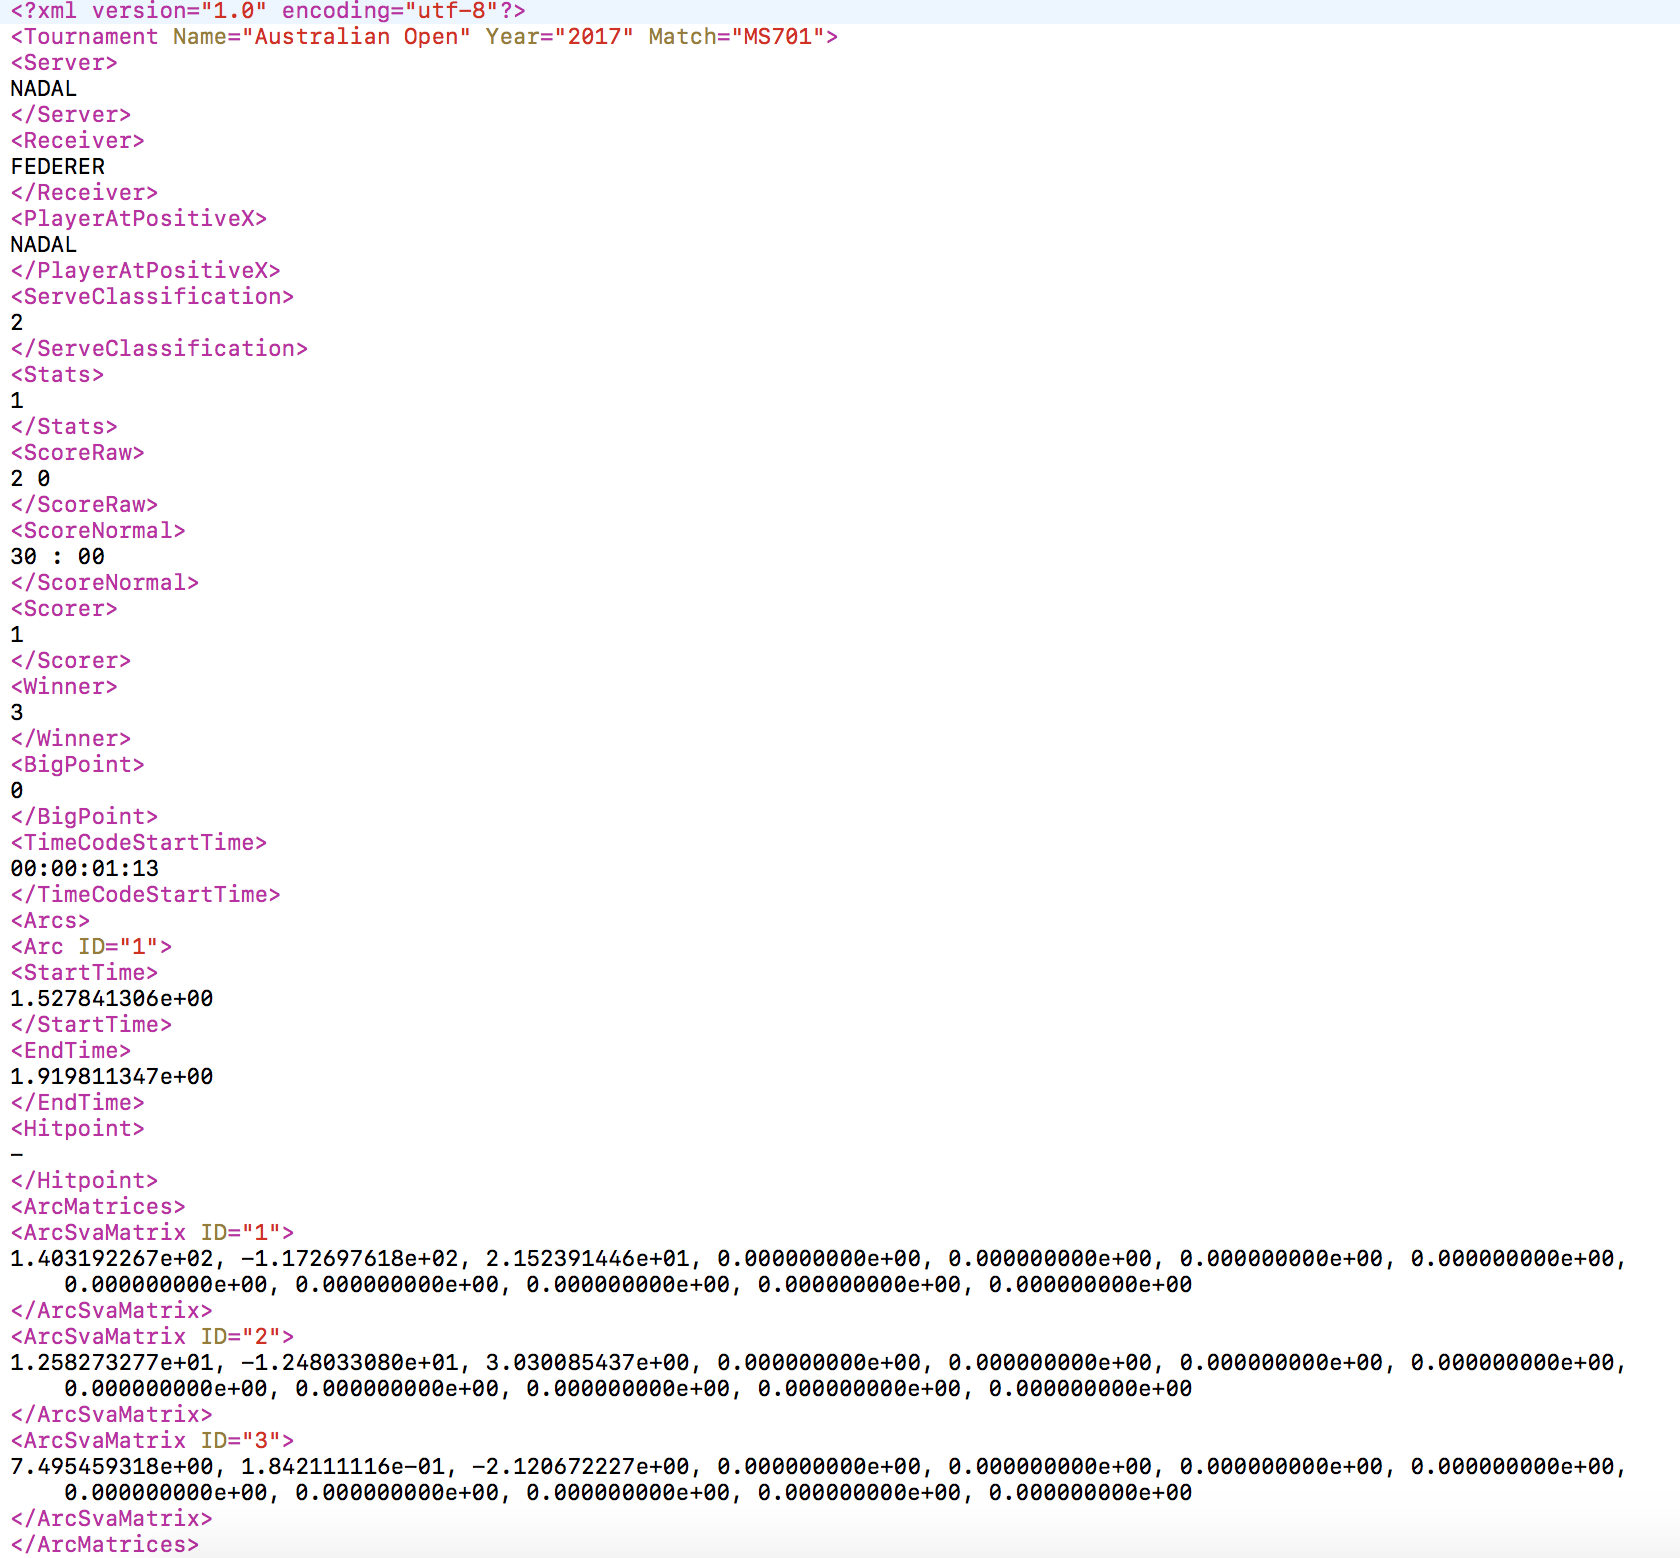 <?xml version="1.0" encoding="utf-8"?>
<Tournament Name="Australian Open" Year="2017" Match="MS701">
<Server>
NADAL
</Server>
<Receiver>
FEDERER
</Receiver>
<PlayerAtPositiveX>
NADAL
</PlayerAtPositiveX>
<ServeClassification>
2
</ServeClassification>
<Stats>
1
</Stats>
<ScoreRaw>
2 0
</ScoreRaw>
<ScoreNormal>
30 : 00
</ScoreNormal>
<Scorer>
1
</Scorer>
<Winner>
3
</Winner>
<BigPoint>
0
</BigPoint>
<TimeCodeStartTime>
00:00:01:13
</TimeCodeStartTime>
<Arcs>
<Arc ID="1">
<StartTime>
1.527841306e+00
</StartTime>
<EndTime>
1.919811347e+00
</EndTime>
<Hitpoint>
-
</Hitpoint>
<ArcMatrices>
<ArcSvaMatrix ID="1">
1.403192267e+02, -1.172697618e+02, 2.152391446e+01, 0.000000000e+00, 0.000000000e+00, 0.000000000e+00, 0.000000000e+00,
0.000000000e+00, 0.000000000e+00, 0.000000000e+00, 0.000000000e+00, 0.000000000e+00
</ArcSvaMatrix>
<ArcSvaMatrix ID="2">
1.258273277e+01, -1.248033080e+01, 3.030085437e+00, 0.000000000e+00, 0.000000000e+00, 0.000000000e+00, 0.000000000e+00,
0.000000000e+00, 0.000000000e+00, 0.000000000e+00, 0.000000000e+00, 0.000000000e+00
</ArcSvaMatrix>
<ArcSvaMatrix ID="3">
7.495459318e+00, 1.842111116e-01, -2.120672227e+00, 0.000000000e+00, 0.000000000e+00, 0.000000000e+00, 0.000000000e+00,
0.000000000e+00, 0.000000000e+00, 0.000000000e+00, 0.000000000e+00, 0.000000000e+00
</ArcSvaMatrix>
</ArcMatrices>